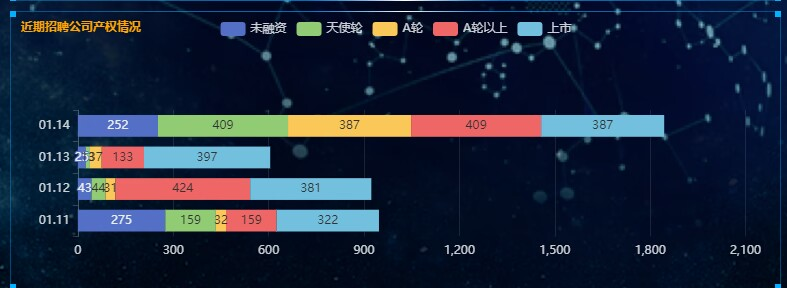 近期招聘公司产权情况
未融资 天使轮 A轮 A轮以上 上市
01.14 252 409 387 409 387
01.13 25 37 133 397
01.12 43 44 31 424 381
01.11 275 159 32 159 322
0 300 600 900 1,200 1,500 1,800 2,100